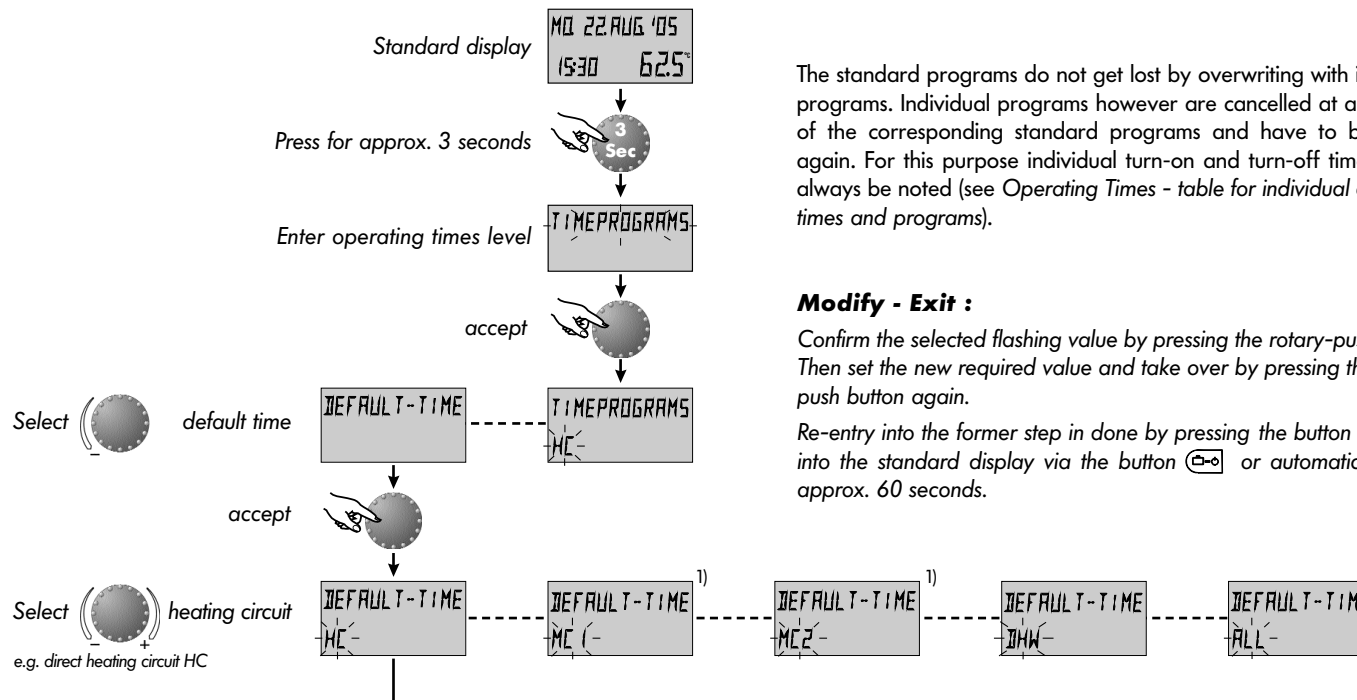 Standard display
MO. 22.AUG. '05
15:30 62.5°C
Press for approx. 3 seconds
3
Sec
Enter operating times level
TIMEPROGRAMS
accept
Select
–
default time
DEFAULT-TIME
TIMEPROGRAMS
HC
accept
Select
– +
heating circuit
e.g. direct heating circuit HC
DEFAULT-TIME
HC
DEFAULT-TIME
MC 1
1)
DEFAULT-TIME
MC2
1)
DEFAULT-TIME
DHW
ALL
The standard programs do not get lost by overwriting with
programs. Individual programs however are cancelled at
of the corresponding standard programs and have to
again. For this purpose individual turn-on and turn-off
always be noted (see Operating Times - table for individual
times and programs).
Modify - Exit :
Confirm the selected flashing value by pressing the
Then set the new required value and take over by pressing
push button again.
Re-entry into the former step in done by pressing the button
into the standard display via the button or
approx. 60 seconds.